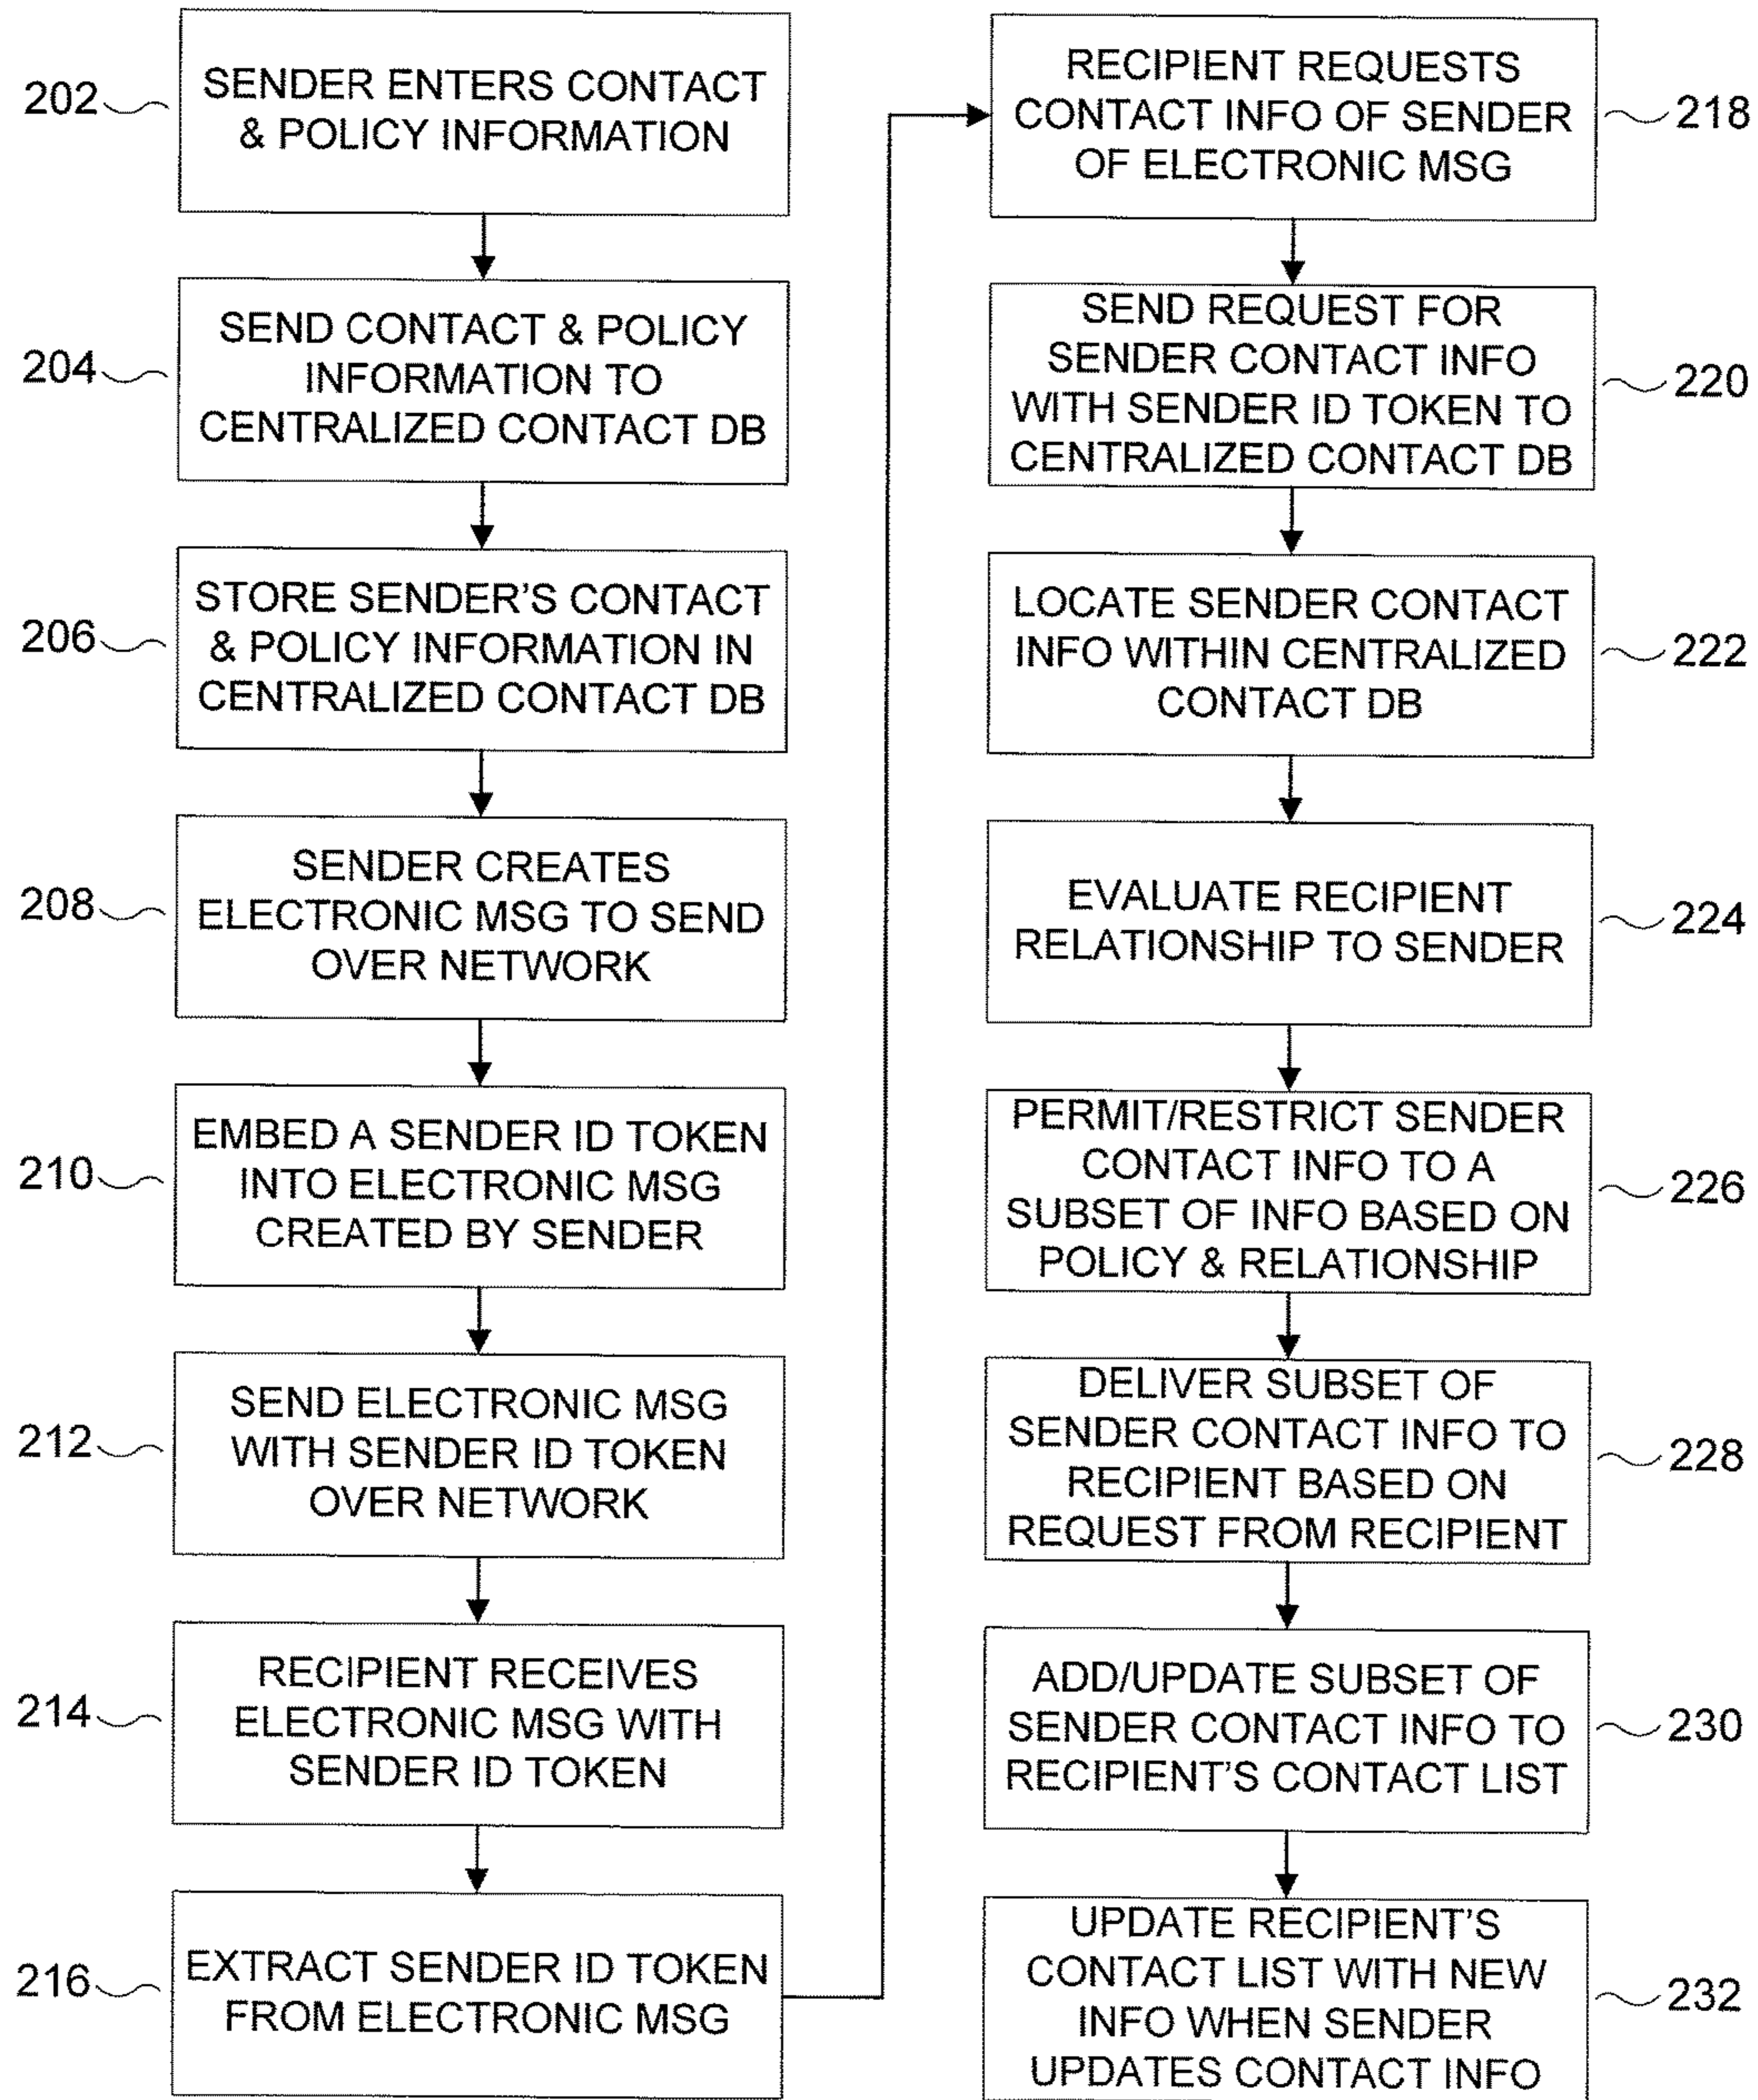 202
SENDER ENTERS CONTACT
& POLICY INFORMATION
204
SEND CONTACT & POLICY
INFORMATION TO
CENTRALIZED CONTACT DB
206
STORE SENDER'S CONTACT
& POLICY INFORMATION IN
CENTRALIZED CONTACT DB
208
SENDER CREATES
ELECTRONIC MSG TO SEND
OVER NETWORK
210
EMBED A SENDER ID TOKEN
INTO ELECTRONIC MSG
CREATED BY SENDER
212
SEND ELECTRONIC MSG
WITH SENDER ID TOKEN
OVER NETWORK
214
RECIPIENT RECEIVES
ELECTRONIC MSG WITH
SENDER ID TOKEN
216
EXTRACT SENDER ID TOKEN
FROM ELECTRONIC MSG
RECIPIENT REQUESTS
CONTACT INFO OF SENDER
OF ELECTRONIC MSG
218
SEND REQUEST FOR
SENDER CONTACT INFO
WITH SENDER ID TOKEN TO
CENTRALIZED CONTACT DB
220
LOCATE SENDER CONTACT
INFO WITHIN CENTRALIZED
CONTACT DB
222
EVALUATE RECIPIENT
RELATIONSHIP TO SENDER
224
PERMIT/RESTRICT SENDER
CONTACT INFO TO A
SUBSET OF INFO BASED ON
POLICY & RELATIONSHIP
226
DELIVER SUBSET OF
SENDER CONTACT INFO TO
RECIPIENT BASED ON
REQUEST FROM RECIPIENT
228
ADD/UPDATE SUBSET OF
SENDER CONTACT INFO TO
RECIPIENT'S CONTACT LIST
230
UPDATE RECIPIENT'S
CONTACT LIST WITH NEW
INFO WHEN SENDER
UPDATES CONTACT INFO
232